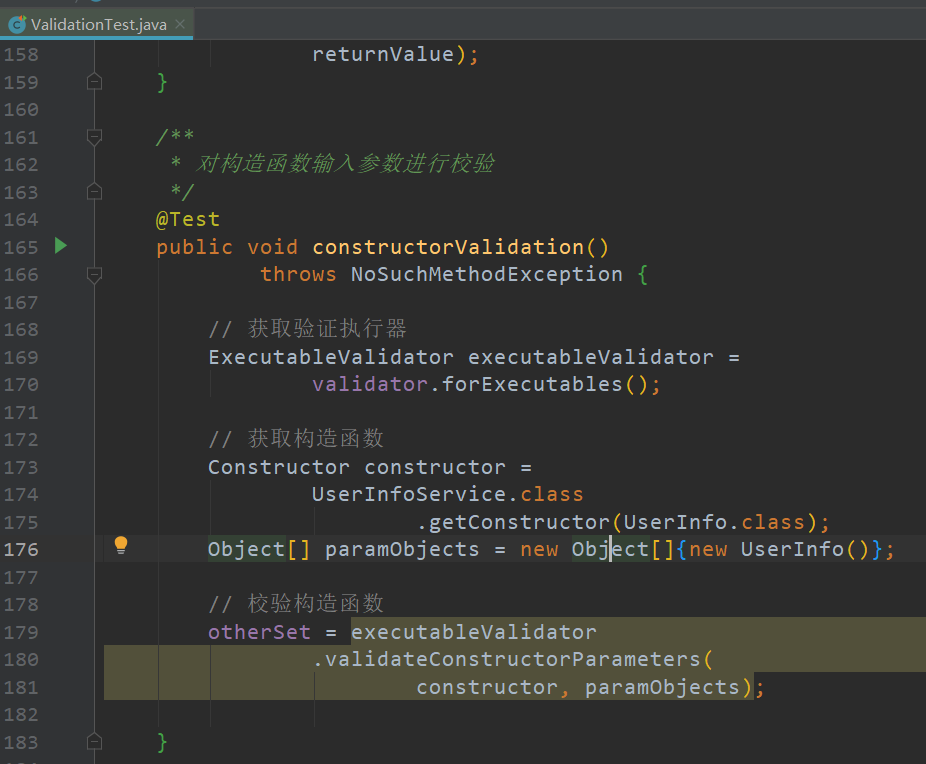 ValidationTest.java
158 returnValue);
159 }
160
161 /**
162 * 对构造函数输入参数进行校验
163 */
164 @Test
165 public void constructorValidation()
166 throws NoSuchMethodException {
167
168 // 获取验证执行器
169 ExecutableValidator executableValidator =
170 validator.forExecutables();
171
172 // 获取构造函数
173 Constructor constructor =
174 UserInfoService.class
175 .getConstructor(UserInfo.class);
176 Object[] paramObjects = new Object[]{new UserInfo()};
177
178 // 校验构造函数
179 otherSet = executableValidator
180 .validateConstructorParameters(
181 constructor, paramObjects);
182
183 }